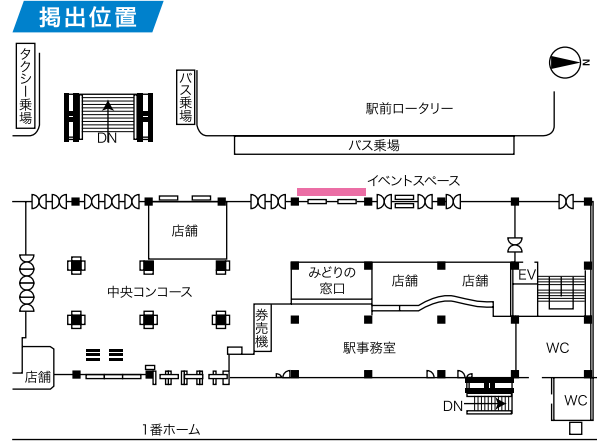 掲出位置
タクシー乗場
バス乗場
N
DN
駅前ロータリー
バス乗場
イベントスペース
店舗
みどりの
窓口
店舗
店舗
EV
中央コンコース
券売機
駅事務室
WC
店舗
DN
WC
1番ホーム